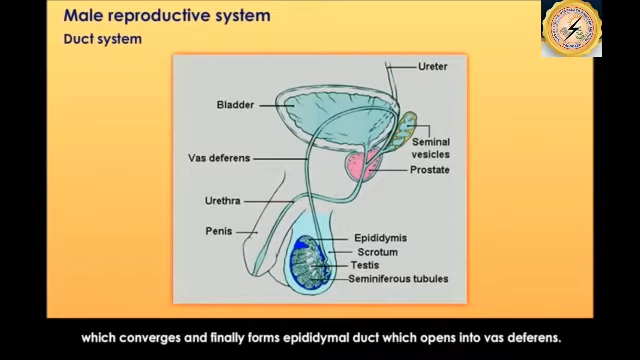 Male reproductive system
Duct system
Ureter
Bladder
Seminal
vesicles
Vas deferens
Prostate
Urethra
Penis
Epididymis
Scrotum
Testis
Seminiferous tubules
which converges and finally forms epididymal duct which opens into vas deferens.